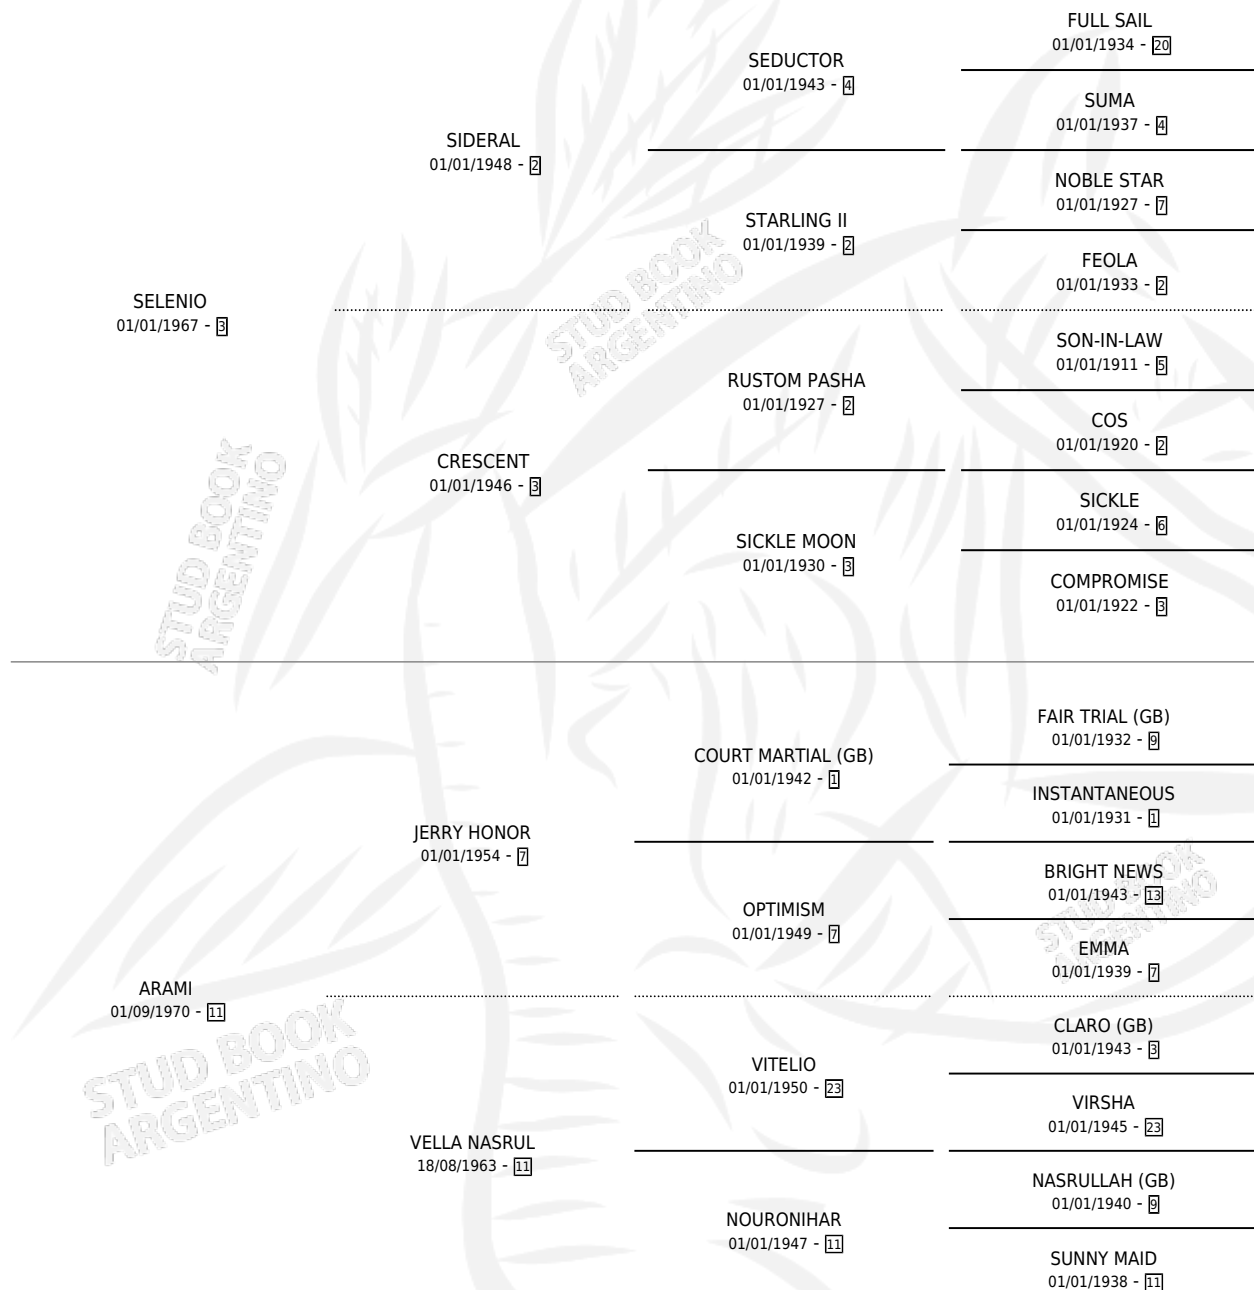 FULL SAIL
01/01/1934 - 20
SEDUCTOR
01/01/1943 - 4
SUMA
01/01/1937 - 4
SIDERAL
01/01/1948 - 2
NOBLE STAR
01/01/1927 - 7
STARLING II
01/01/1939 - 2
FEOLA
01/01/1933 - 2
SELENIO
01/01/1967 - 3
SON-IN-LAW
01/01/1911 - 5
RUSTOM PASHA
01/01/1927 - 2
COS
01/01/1920 - 2
CRESCENT
01/01/1946 - 3
SICKLE
01/01/1924 - 6
SICKLE MOON
01/01/1930 - 3
COMPROMISE
01/01/1922 - 3
FAIR TRIAL (GB)
01/01/1932 - 9
COURT MARTIAL (GB)
01/01/1942 - 1
INSTANTANEOUS
01/01/1931 - 1
JERRY HONOR
01/01/1954 - 7
BRIGHT NEWS
01/01/1943 - 13
OPTIMISM
01/01/1949 - 7
EMMA
01/01/1939 - 7
ARAMI
01/09/1970 - 11
CLARO (GB)
01/01/1943 - 3
VITELIO
01/01/1950 - 23
VIRSHA
01/01/1945 - 23
VELLA NASRUL
18/08/1963 - 11
NASRULLAH (GB)
01/01/1940 - 9
NOURONIHAR
01/01/1947 - 11
SUNNY MAID
01/01/1938 - 11
STUD BOOK
ARGENTINO
STUD BOOK
ARGENTINO
STUD BOOK
ARGENTINO
STUD BOOK
ARGENTINO